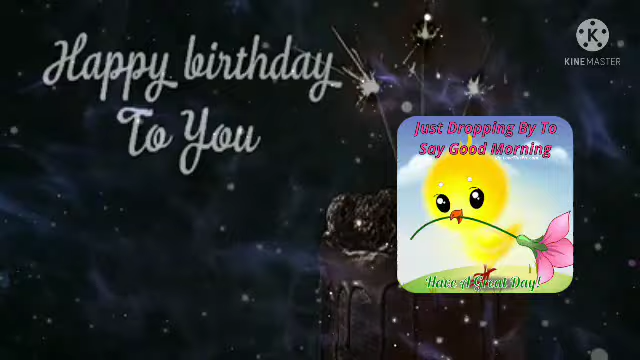 Happy birthday
To You
K
KINEMASTER
Just Dropping By To
Say Good Morning
Have A Great Day!